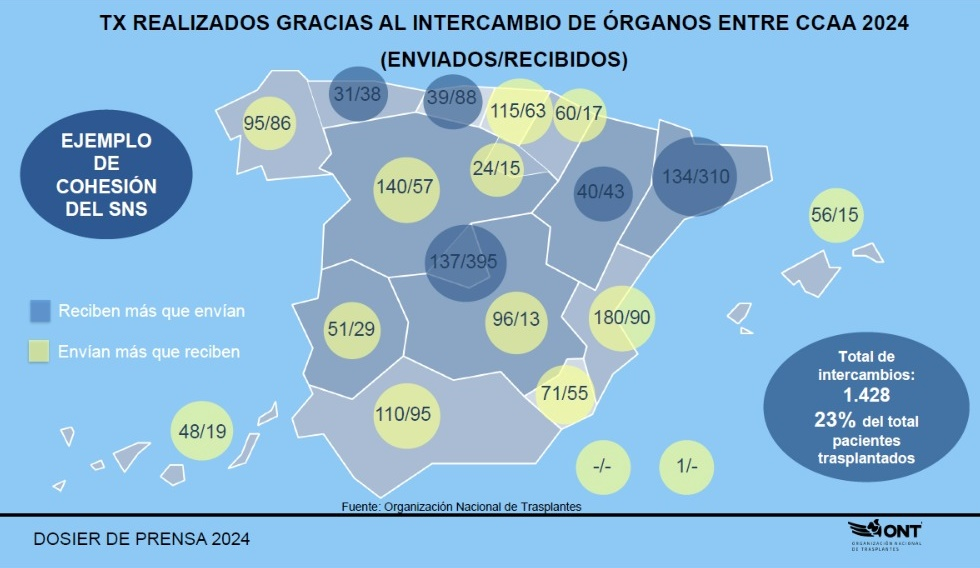 TX REALIZADOS GRACIAS AL INTERCAMBIO DE ÓRGANOS ENTRE CCAA 2024
(ENVIADOS/RECIBIDOS)
31/38
39/88
115/63
60/17
95/86
EJEMPLO
DE
COHESIÓN
DEL SNS
24/15
140/57
40/43
134/310
56/15
137/395
Reciben más que envían
Envían más que reciben
51/29
96/13
180/90
Total de
intercambios:
1.428
23% del total
pacientes
trasplantados
71/55
110/95
48/19
-/-
1/-
Fuente: Organización Nacional de Trasplantes
DOSIER DE PRENSA 2024
ONT
ORGANIZACIÓN NACIONAL
DE TRASPLANTES